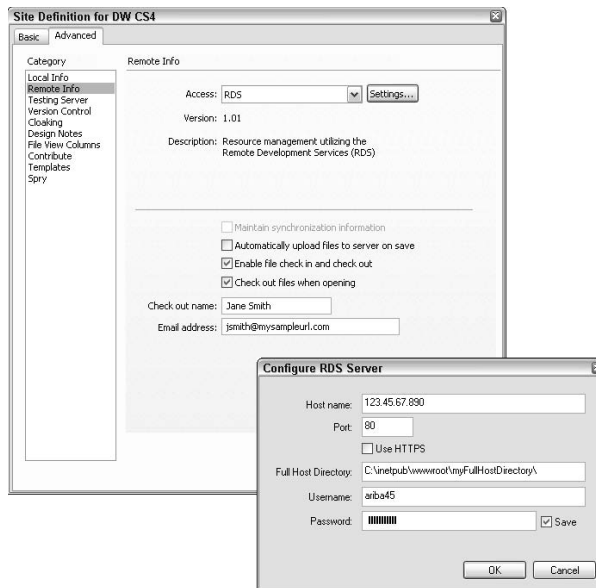 Site Definition for DW CS4
Basic Advanced
Category
Local Info
Remote Info
Testing Server
Version Control
Cloaking
Design Notes
File View Columns
Contribute
Templates
Spry
Remote Info
Access: RDS Settings...
Version: 1.01
Description: Resource management utilizing the
Remote Development Services (RDS)
Maintain synchronization information
Automatically upload files to server on save
Enable file check in and check out
Check out files when opening
Check out name: Jane Smith
Email address: jsmith@mysampleurl.com
Configure RDS Server
Host name: 123.45.67.890
Port: 80
Use HTTPS
Full Host Directory: C:\inetpub\wwwroot\myFullHostDirectory\
Username: ariba45
Password: Save
OK Cancel